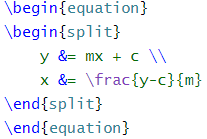 \begin{equation}
\begin{split}
y &= mx + c \\
x &= \frac{y-c}{m}
\end{split}
\end{equation}